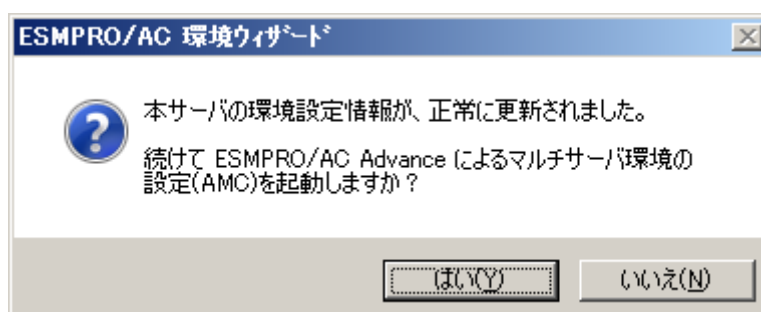 ESMPRO/AC 環境ウィザード
本サーバの環境設定情報が、正常に更新されました。
続けて ESMPRO/AC Advance によるマルチサーバ環境の
設定(AMC)を起動しますか?
はい(Y)
いいえ(N)